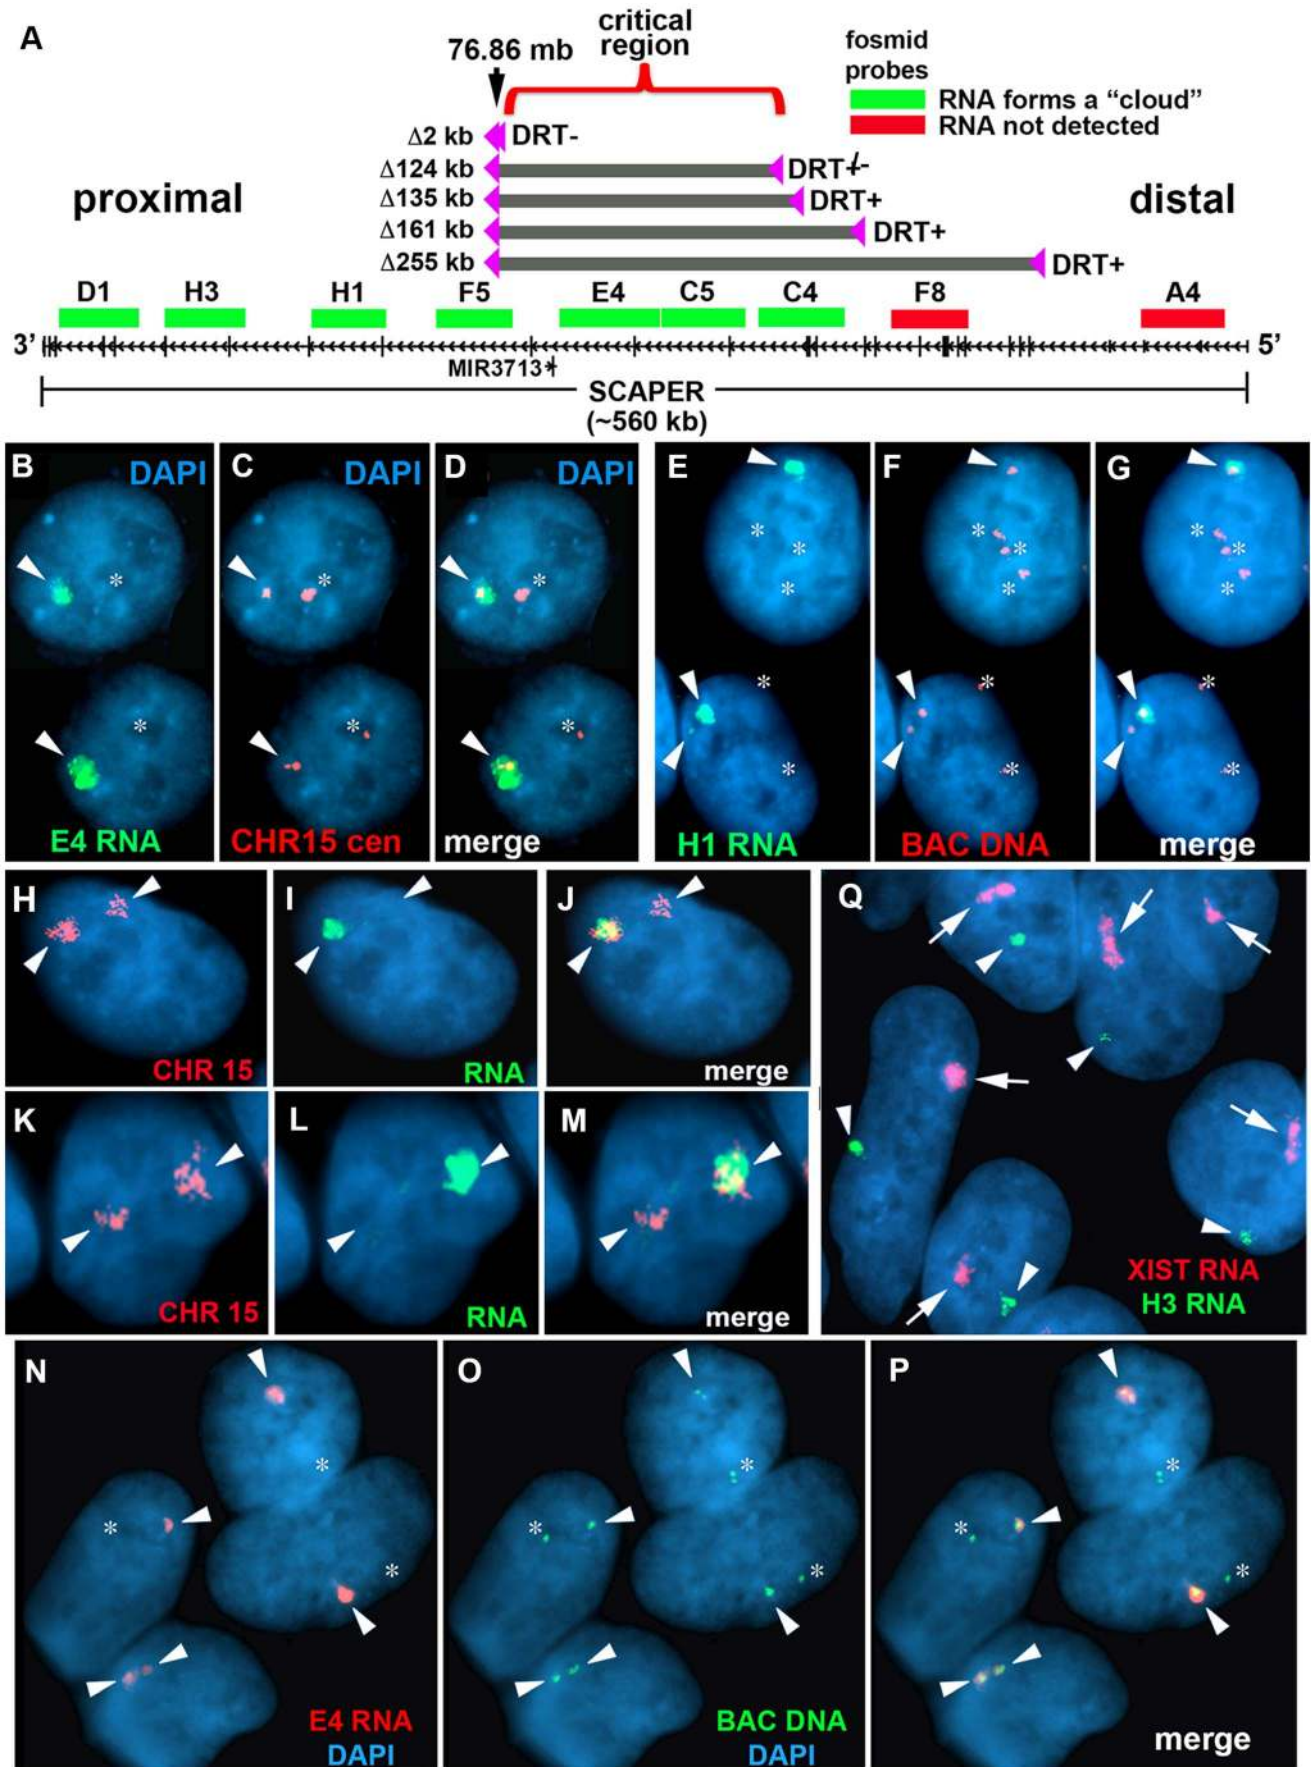 A
critical
region
76.86 mb
fosmid
probes
RNA forms a “cloud”
RNA not detected
Δ2 kb DRT-
Δ124 kb DRT+/-
Δ135 kb DRT+
Δ161 kb DRT+
Δ255 kb DRT+
proximal distal
D1 H3 H1 F5 E4 C5 C4 F8 A4
3’ 5’
MIR3713
SCAPER
(~560 kb)
B DAPI C DAPI D DAPI E F G
* * * * * * * * * * * *
* * * * * * * * *
E4 RNA CHR15 cen merge H1 RNA BAC DNA merge
H I J Q
CHR 15 RNA merge
K L M
CHR 15 RNA merge
XIST RNA
H3 RNA
N O P
* * * * * * * * *
E4 RNA
DAPI
BAC DNA
DAPI
merge